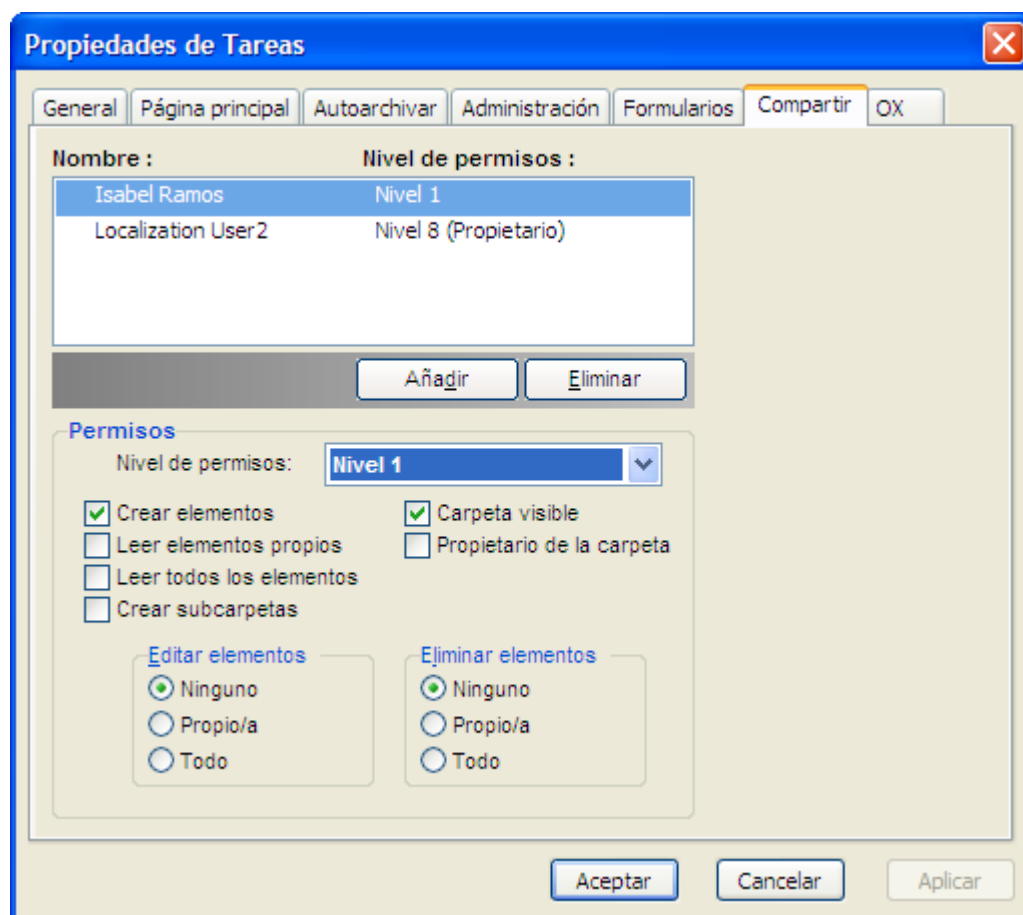 Propiedades de Tareas
General Página principal Autoarchivar Administración Formularios Compartir OX
Nombre : Nivel de permisos :
Isabel Ramos Nivel 1
Localization User2 Nivel 8 (Propietario)
Añadir Eliminar
Permisos
Nivel de permisos: Nivel 1
Crear elementos Carpeta visible
Leer elementos propios Propietario de la carpeta
Leer todos los elementos
Crear subcarpetas
Editar elementos Eliminar elementos
Ninguno Ninguno
Propio/a Propio/a
Todo Todo
Aceptar Cancelar Aplicar